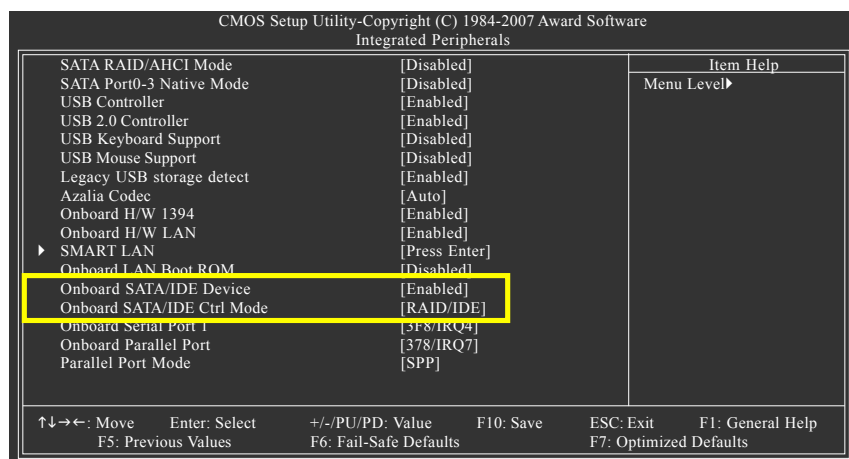 CMOS Setup Utility-Copyright (C) 1984-2007 Award Software
Integrated Peripherals
SATA RAID/AHCI Mode [Disabled] Item Help
SATA Port0-3 Native Mode [Disabled] Menu Level▶
USB Controller [Enabled]
USB 2.0 Controller [Enabled]
USB Keyboard Support [Disabled]
USB Mouse Support [Disabled]
Legacy USB storage detect [Enabled]
Azalia Codec [Auto]
Onboard H/W 1394 [Enabled]
Onboard H/W LAN [Enabled]
▶ SMART LAN [Press Enter]
Onboard LAN Boot ROM [Disabled]
Onboard SATA/IDE Device [Enabled]
Onboard SATA/IDE Ctrl Mode [RAID/IDE]
Onboard Serial Port 1 [3F8/IRQ4]
Onboard Parallel Port [378/IRQ7]
Parallel Port Mode [SPP]
↑↓→←: Move Enter: Select +/-/PU/PD: Value F10: Save ESC: Exit F1: General Help
F5: Previous Values F6: Fail-Safe Defaults F7: Optimized Defaults